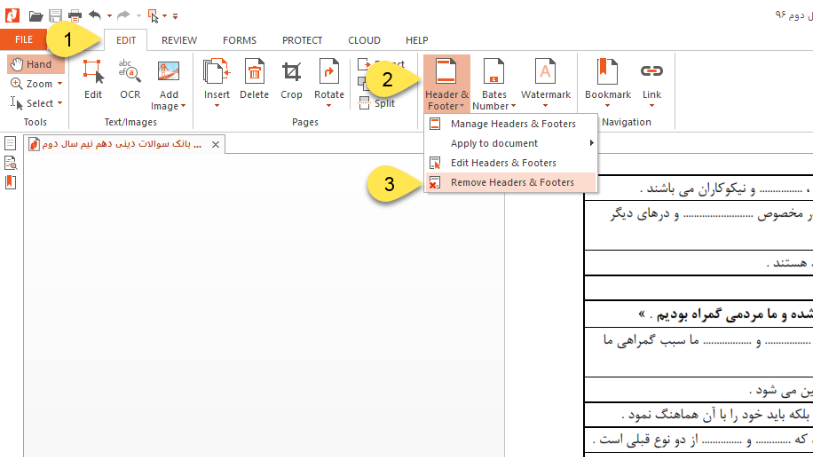 ل دوم ۹۶
FILE EDIT REVIEW FORMS PROTECT CLOUD HELP
1
Hand
Zoom
Select
Tools
Edit OCR Add Image
Text/Images
Insert Delete Crop Rotate
Split
Pages
2
Header & Footer Bates Number Watermark
Bookmark Link
Navigation
Manage Headers & Footers
Apply to document
Edit Headers & Footers
3
Remove Headers & Footers
بانک سوالات دینی دهم نیم سال دوم ...
، ............... و نیکوکاران می باشند .
مخصوص ......................... و درهای دیگر
هستند .
شده و ما مردمی گمراه بودیم . »
................ و ................. ما سبب گمراهی ما
می شود .
بلکه باید خود را با آن هماهنگ نمود .
که ............ و .............. از دو نوع قبلی است .